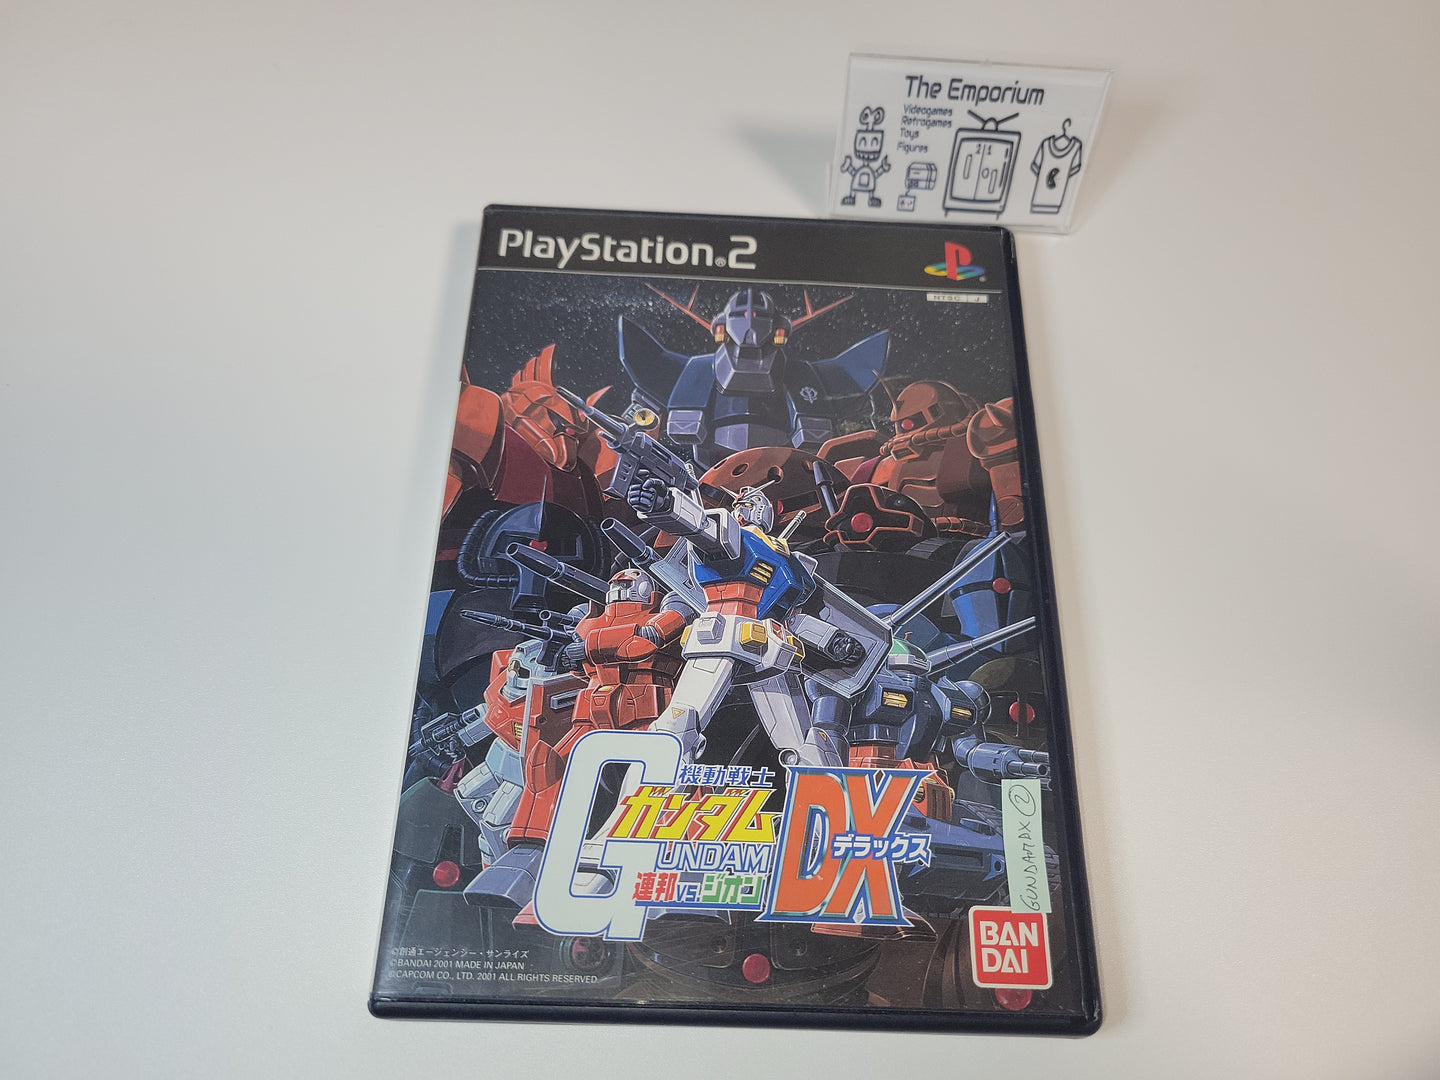 The Emporium
Videogames
Retrogames
Toys
Figures
PlayStation®2
NTSC J
機動戦士
ガンダム
GUNDAM
連邦VS.ジオン
DX
デラックス
GUNDAM DX ②
BAN
DAI
©創通エージェンシー・サンライズ
©BANDAI 2001 MADE IN JAPAN
©CAPCOM CO., LTD. 2001 ALL RIGHTS RESERVED.